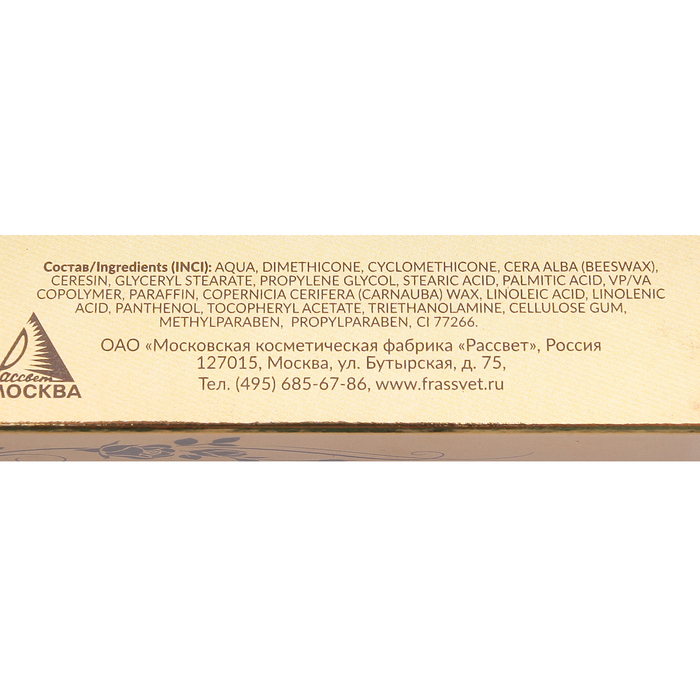 Состав/Ingredients (INCI): AQUA, DIMETHICONE, CYCLOMETHICONE, CERA ALBA (BEESWAX),
CERESIN, GLYCERYL STEARATE, PROPYLENE GLYCOL, STEARIC ACID, PALMITIC ACID, VP/VA
COPOLYMER, PARAFFIN, COPERNICIA CERIFERA (CARNAUBA) WAX, LINOLEIC ACID, LINOLENIC
ACID, PANTHENOL, TOCOPHERYL ACETATE, TRIETHANOLAMINE, CELLULOSE GUM,
METHYLPARABEN, PROPYLPARABEN, CI 77266.
ОАО «Московская косметическая фабрика «Рассвет», Россия
127015, Москва, ул. Бутырская, д. 75,
Тел. (495) 685-67-86, www.frassvet.ru
Рассвет
МОСКВА